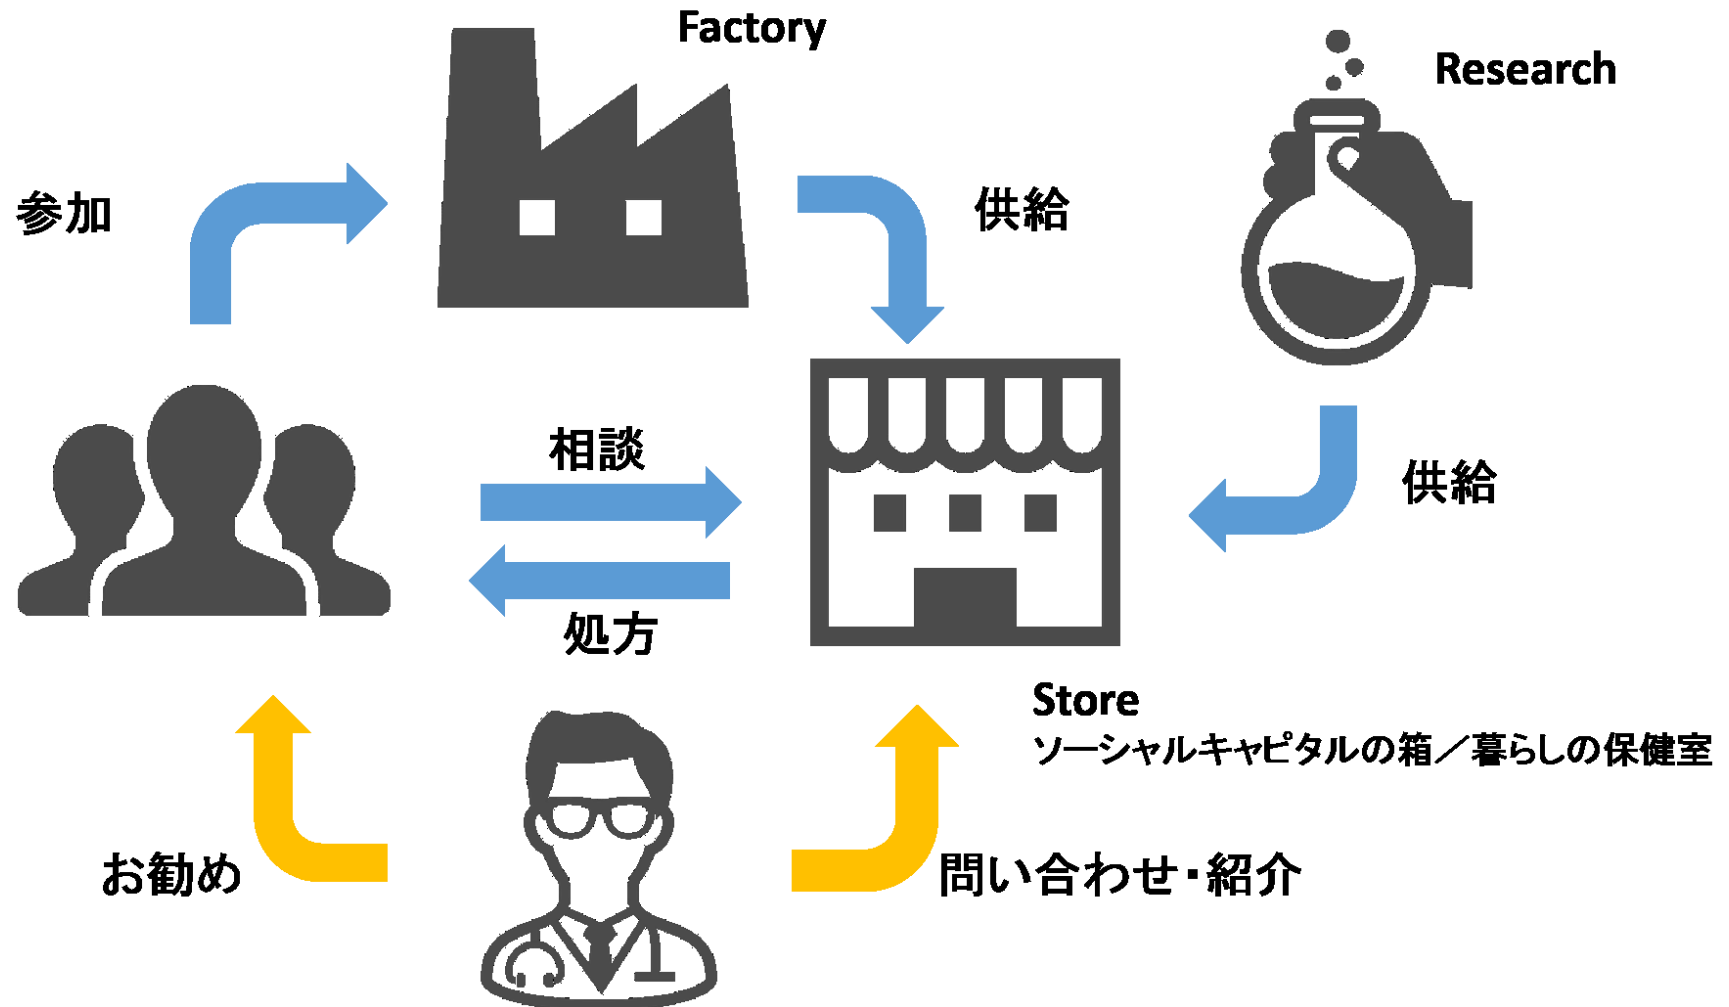 Factory
Research
参加
供給
相談
供給
処方
Store
ソーシャルキャピタルの箱／暮らしの保健室
お勧め
問い合わせ・紹介